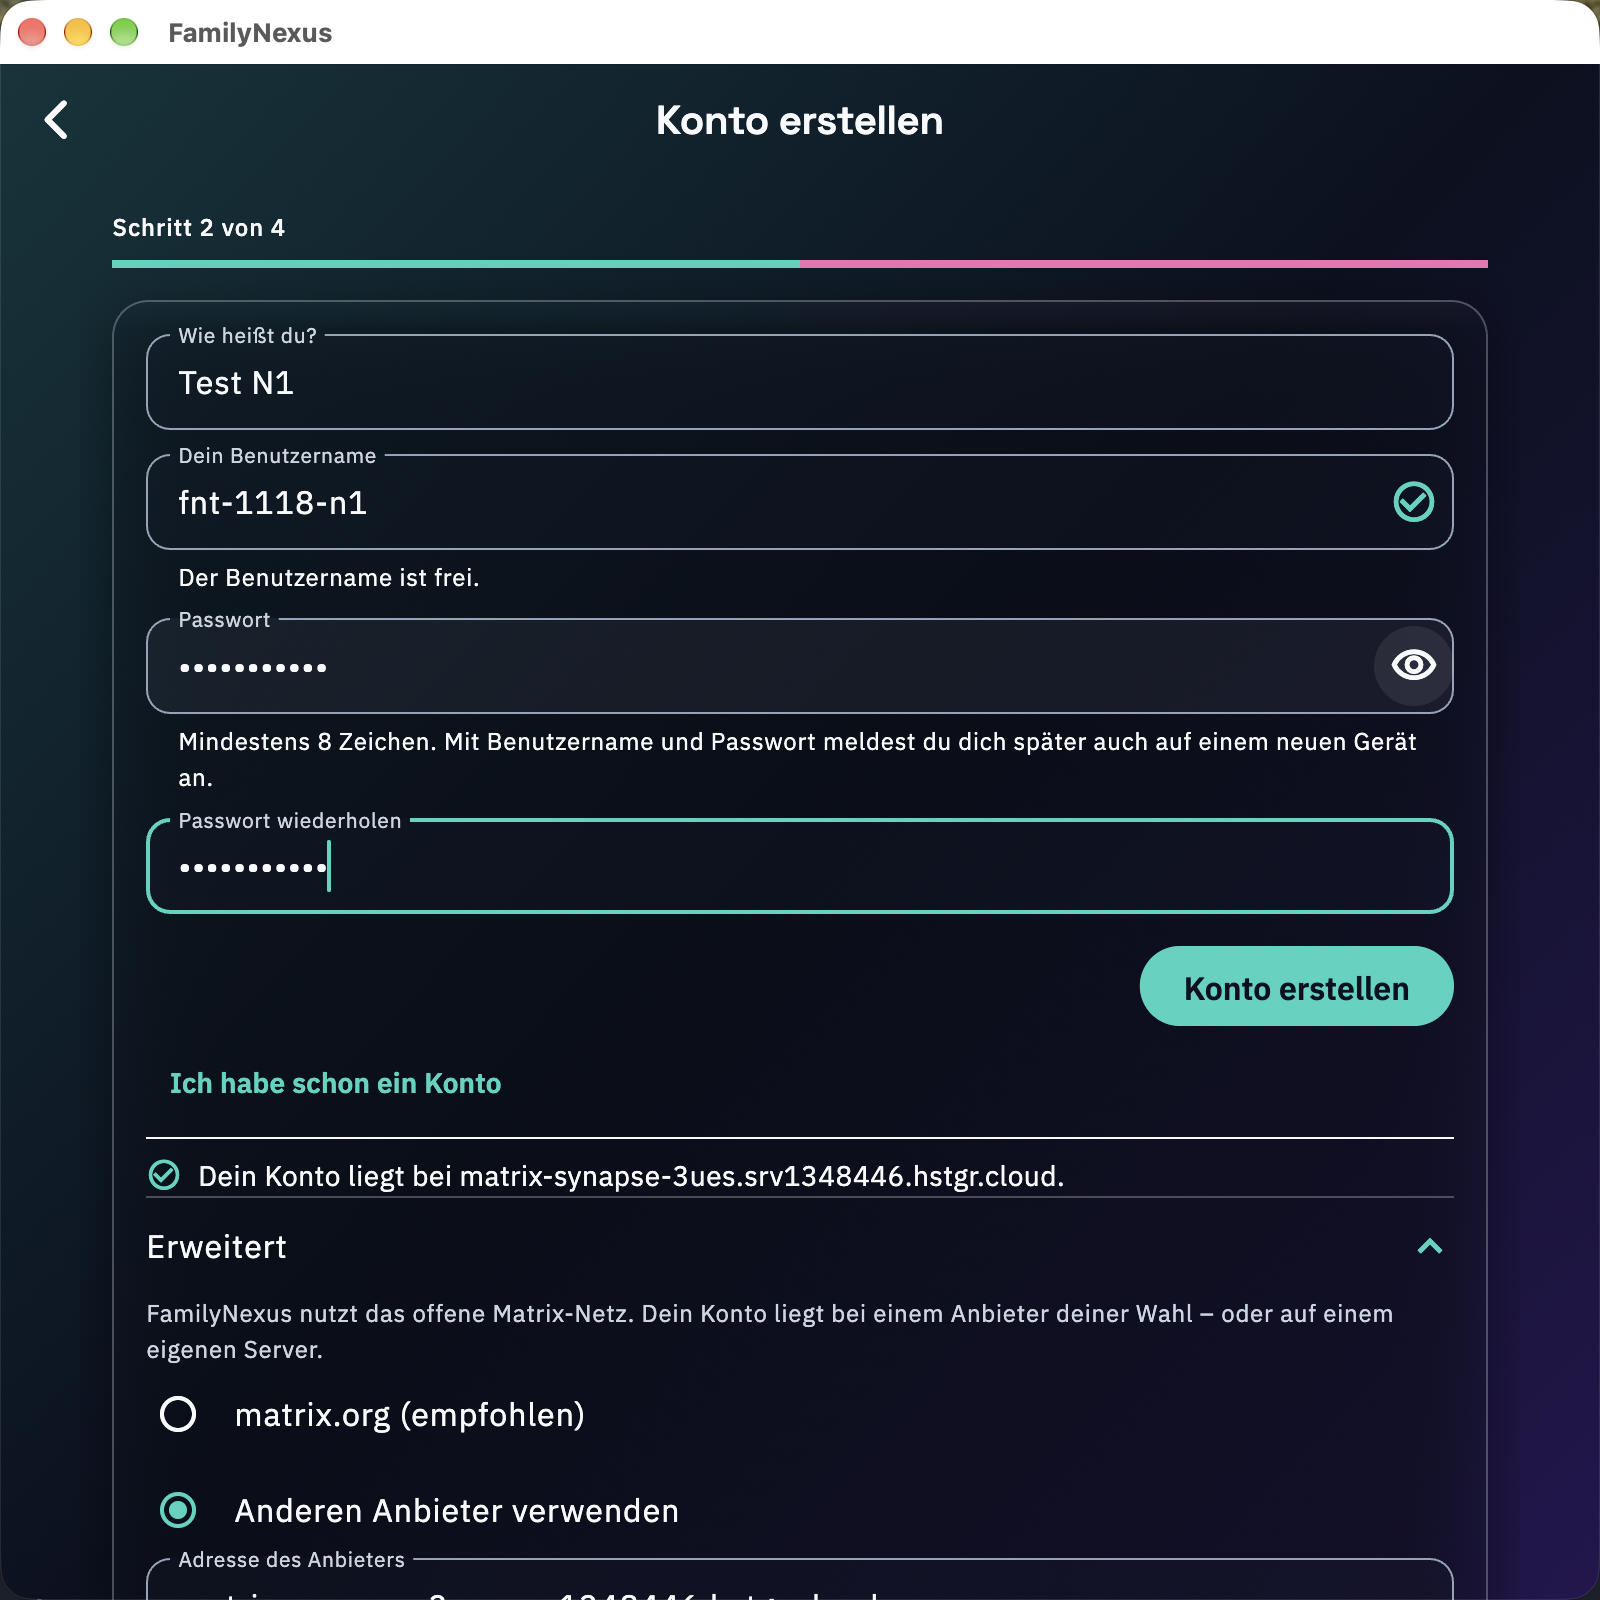 FamilyNexus
Konto erstellen
Schritt 2 von 4
Wie heißt du?
Test N1
Dein Benutzername
fnt-1118-n1
Der Benutzername ist frei.
Passwort
•••••••••••
Mindestens 8 Zeichen. Mit Benutzername und Passwort meldest du dich später auch auf einem neuen Gerät
an.
Passwort wiederholen
•••••••••••
Konto erstellen
Ich habe schon ein Konto
Dein Konto liegt bei matrix-synapse-3ues.srv1348446.hstgr.cloud.
Erweitert
FamilyNexus nutzt das offene Matrix-Netz. Dein Konto liegt bei einem Anbieter deiner Wahl – oder auf einem
eigenen Server.
matrix.org (empfohlen)
Anderen Anbieter verwenden
Adresse des Anbieters